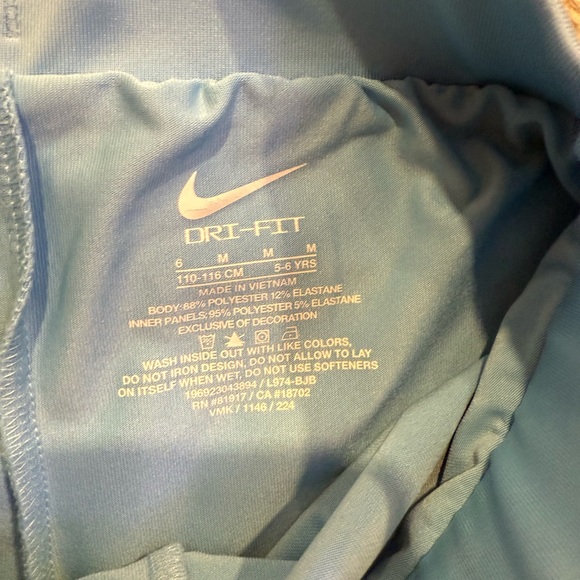 DRI-FIT
6 M M M
110-116 CM 5-6 YRS
MADE IN VIETNAM
BODY: 88% POLYESTER 12% ELASTANE
INNER PANELS: 95% POLYESTER 5% ELASTANE
EXCLUSIVE OF DECORATION
WASH INSIDE OUT WITH LIKE COLORS,
DO NOT IRON DESIGN, DO NOT ALLOW TO LAY
ON ITSELF WHEN WET, DO NOT USE SOFTENERS
196923043894 / L974-BJB
RN #81917 / CA #18702
VMK / 1146 / 224